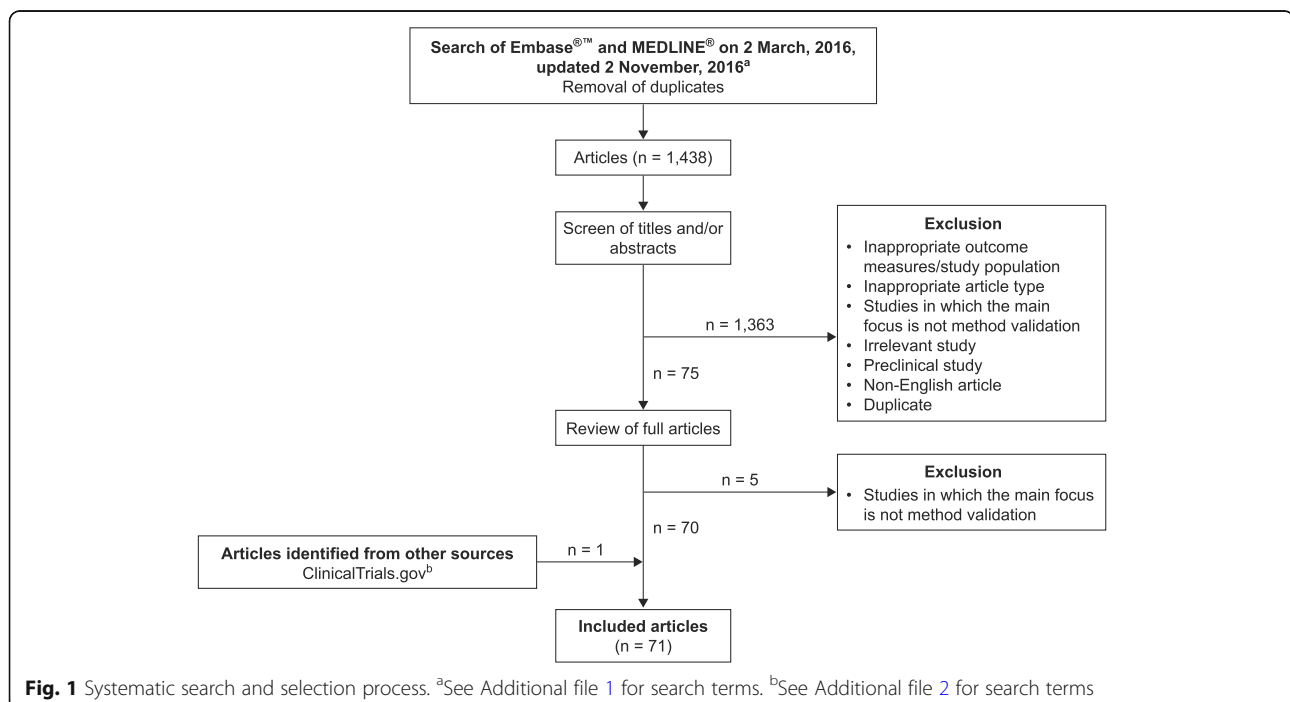 Search of Embase®™ and MEDLINE® on 2 March, 2016,
updated 2 November, 2016a
Removal of duplicates
Articles (n = 1,438)
Screen of titles and/or
abstracts
Exclusion
• Inappropriate outcome
measures/study population
• Inappropriate article type
• Studies in which the main
focus is not method validation
• Irrelevant study
• Preclinical study
• Non-English article
• Duplicate
n = 1,363
n = 75
Review of full articles
Exclusion
• Studies in which the main focus
is not method validation
n = 5
n = 70
Articles identified from other sources
ClinicalTrials.govb
n = 1
Included articles
(n = 71)
Fig. 1 Systematic search and selection process. aSee Additional file 1 for search terms. bSee Additional file 2 for search terms